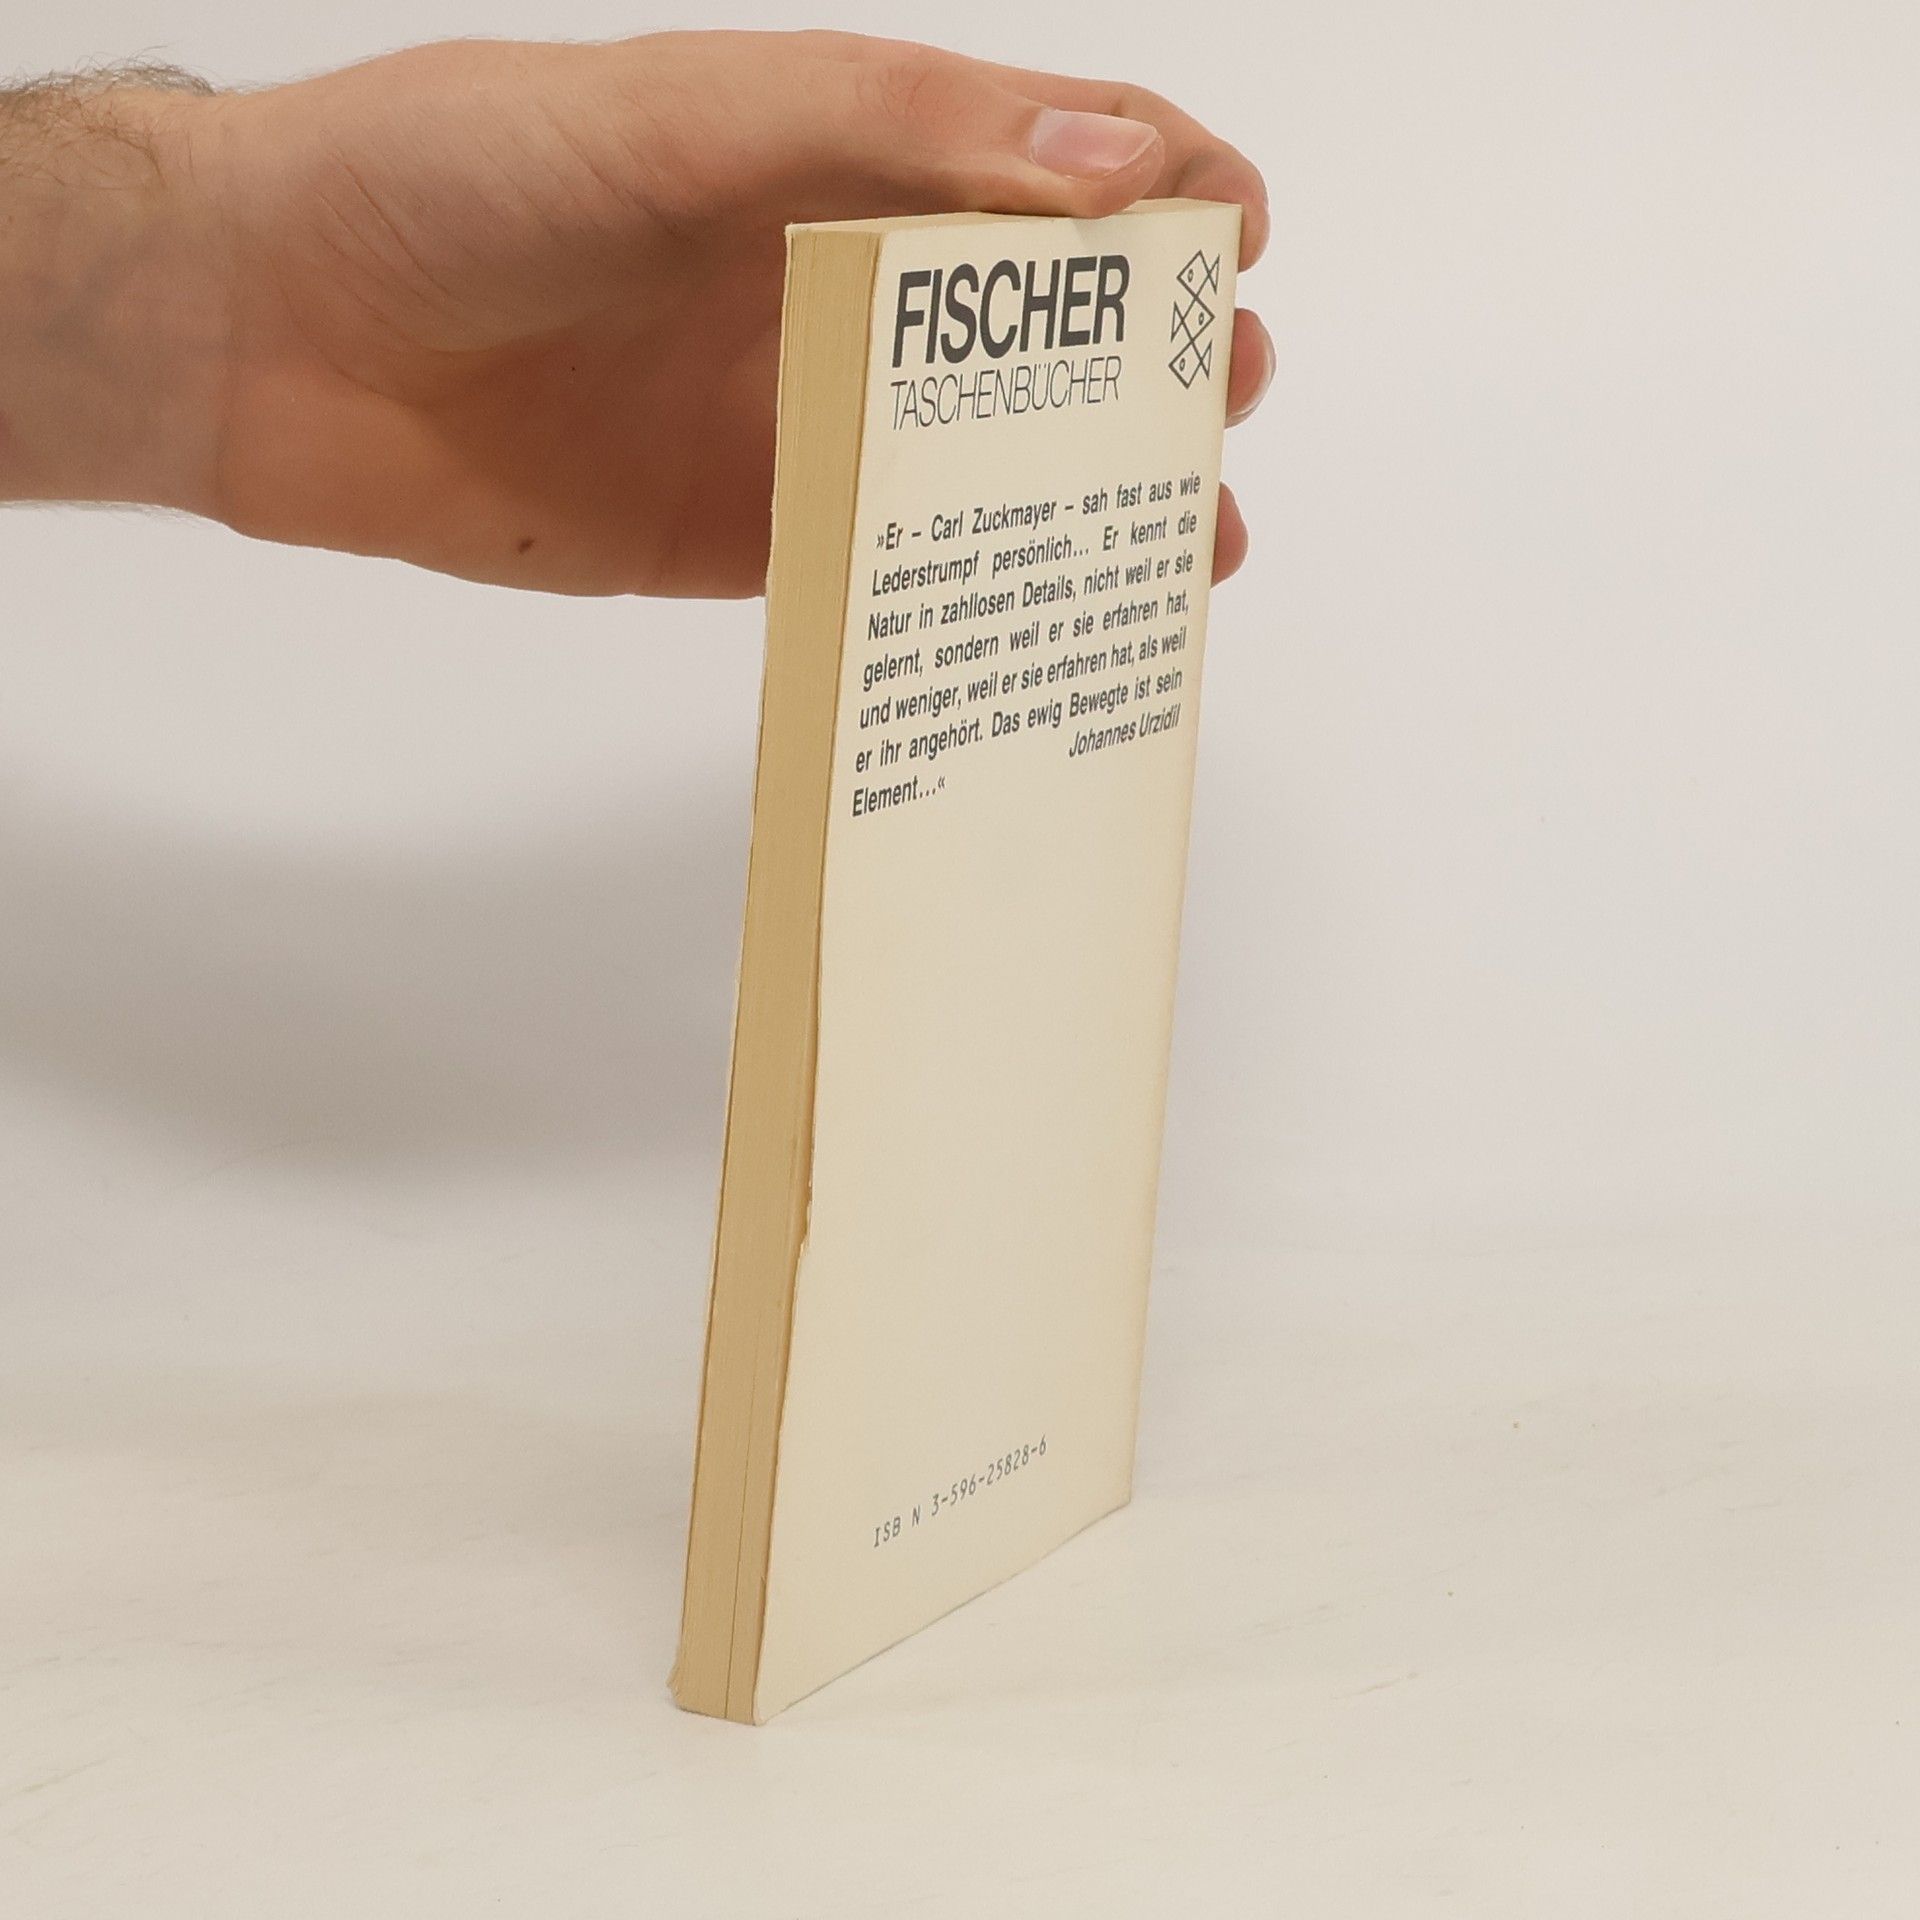 FISCHER
TASCHENBÜCHER
»Er – Carl Zuckmayer – sah fast aus wie
Lederstrumpf persönlich... Er kennt die
Natur in zahllosen Details, nicht weil er sie
gelernt, sondern weil er sie erfahren hat,
und weniger, weil er sie erfahren hat, als weil
er ihr angehört. Das ewig Bewegte ist sein
Element...«
Johannes Urzidil
ISB N 3-596-25828-6